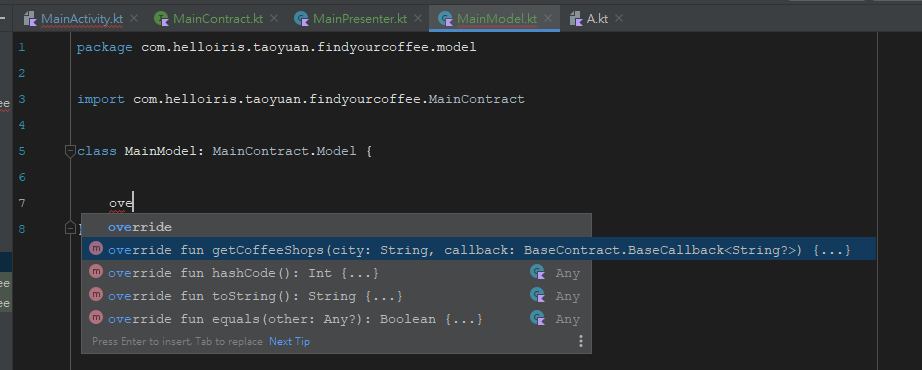 MainActivity.kt MainContract.kt MainPresenter.kt MainModel.kt A.kt
1 package com.helloiris.taoyuan.findyourcoffee.model
2
ee 3 import com.helloiris.taoyuan.findyourcoffee.MainContract
4
5 class MainModel: MainContract.Model {
6
7 ove
8 }
override
m override fun getCoffeeShops(city: String, callback: BaseContract.BaseCallback<String?>) {...}
m override fun hashCode(): Int {...} Any
m override fun toString(): String {...} Any
m override fun equals(other: Any?): Boolean {...} Any
Press Enter to insert, Tab to replace Next Tip
ee
ee